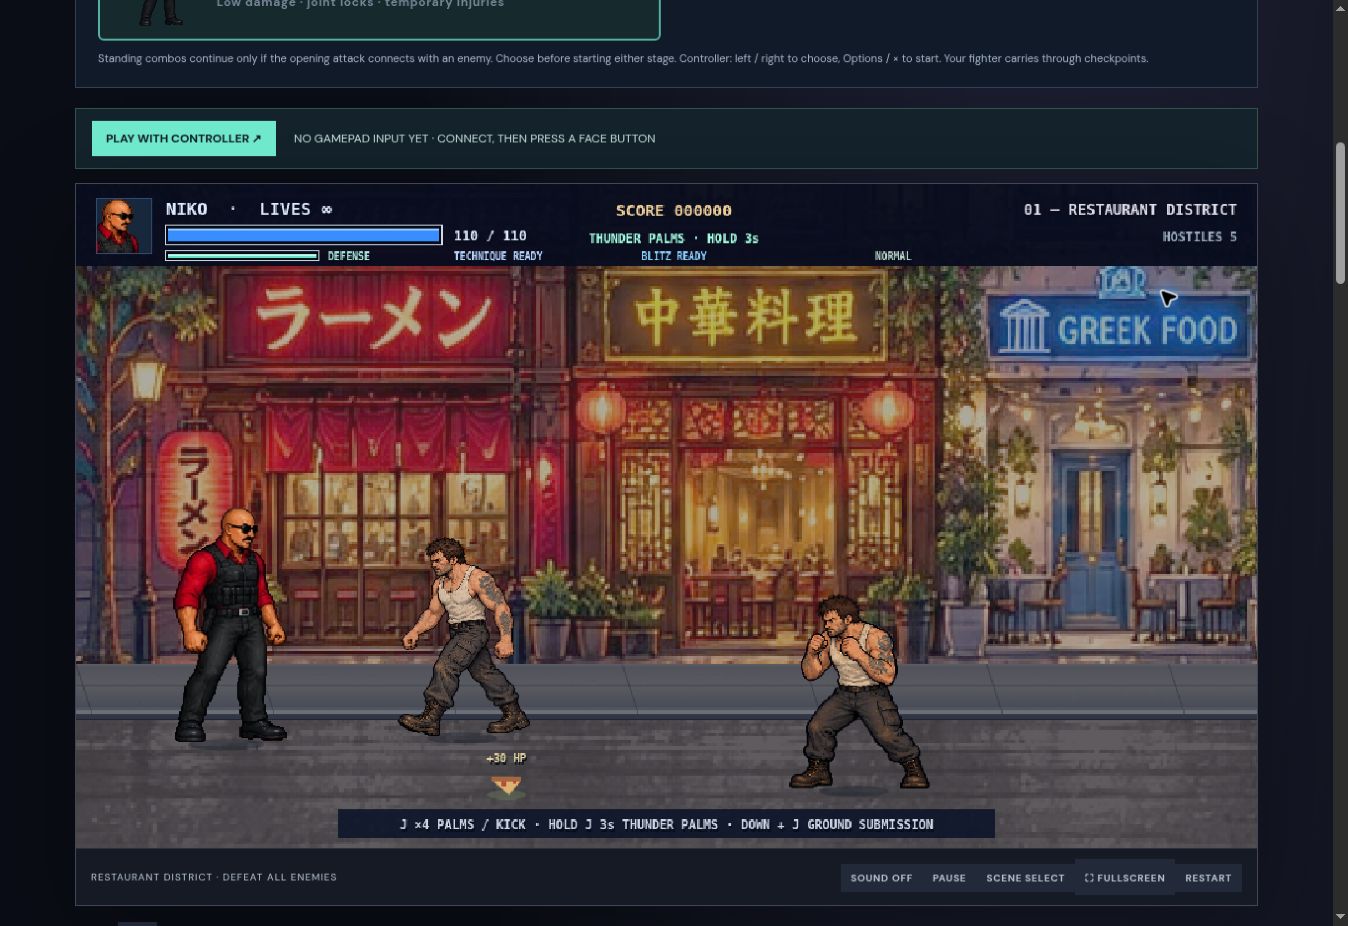 Low damage · joint locks · temporary injuries
Standing combos continue only if the opening attack connects with an enemy. Choose before starting either stage. Controller: left / right to choose, Options / × to start. Your fighter carries through checkpoints.
PLAY WITH CONTROLLER ↗
NO GAMEPAD INPUT YET · CONNECT, THEN PRESS A FACE BUTTON
NIKO · LIVES ∞
SCORE 000000
01 — RESTAURANT DISTRICT
110 / 110
THUNDER PALMS · HOLD 3s
HOSTILES 5
DEFENSE
TECHNIQUE READY
BLITZ READY
NORMAL
ラーメン
中華料理
GREEK FOOD
ラーメン
+30 HP
J ×4 PALMS / KICK · HOLD J 3s THUNDER PALMS · DOWN + J GROUND SUBMISSION
RESTAURANT DISTRICT · DEFEAT ALL ENEMIES
SOUND OFF
PAUSE
SCENE SELECT
⛶ FULLSCREEN
RESTART